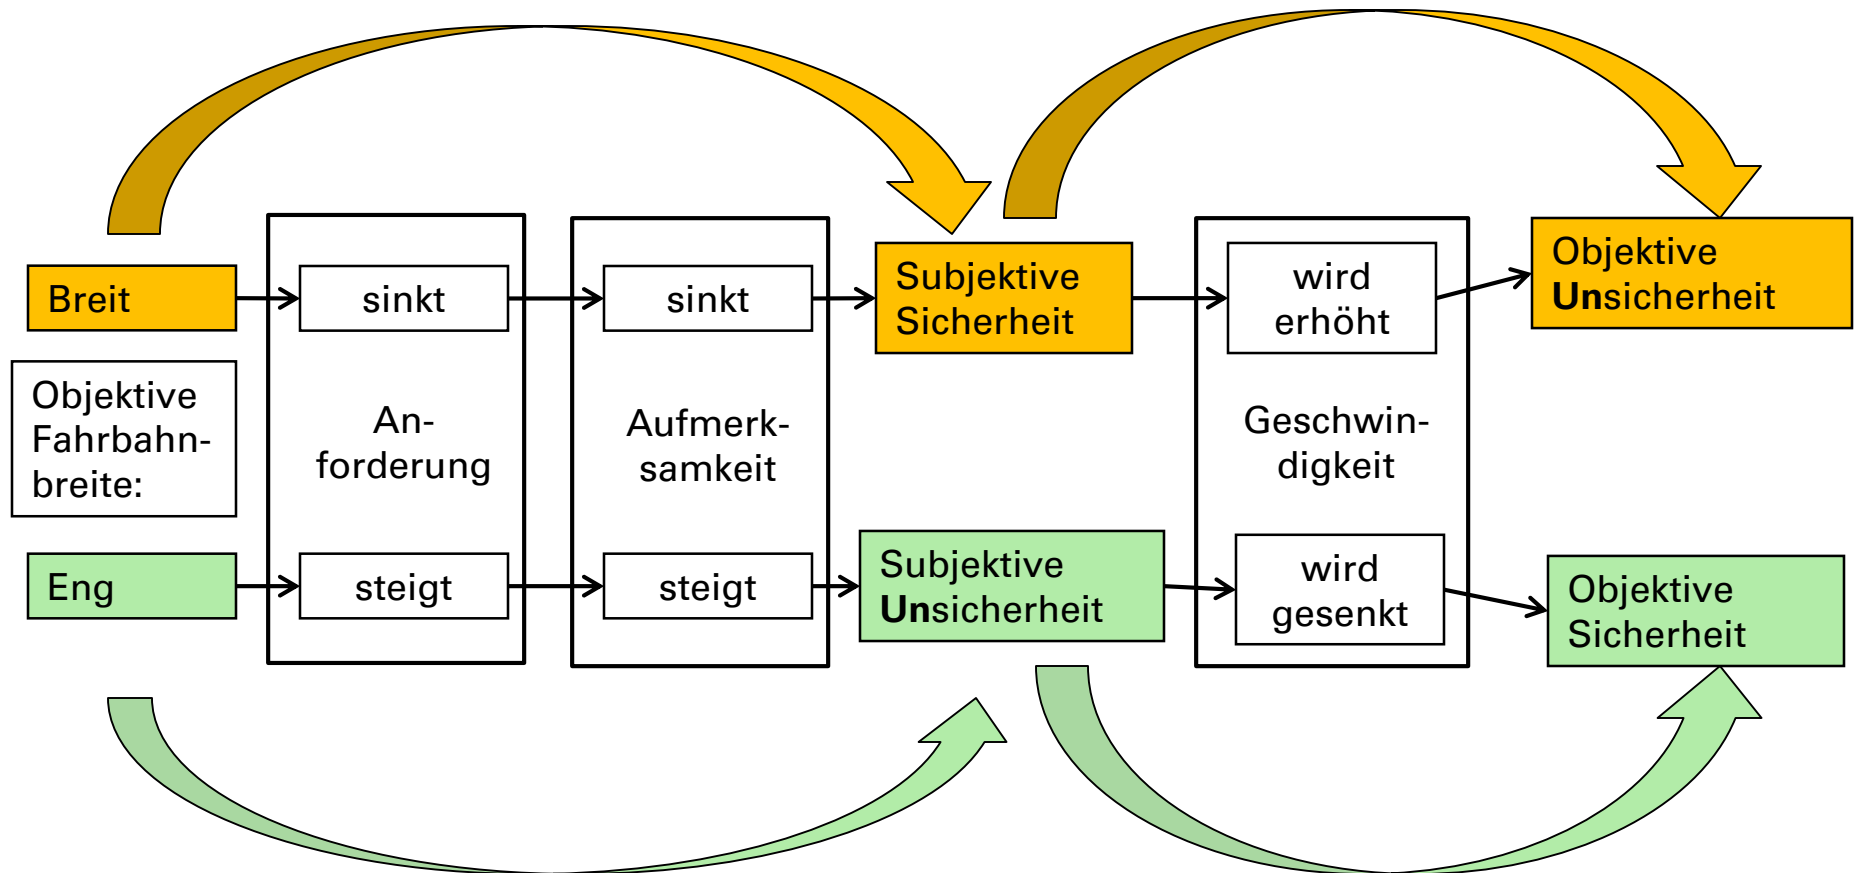 Breit
sinkt
sinkt
Subjektive
Sicherheit
wird
erhöht
Objektive
Unsicherheit
Objektive
Fahrbahn-
breite:
An-
forderung
Aufmerk-
samkeit
Geschwin-
digkeit
Eng
steigt
steigt
Subjektive
Unsicherheit
wird
gesenkt
Objektive
Sicherheit